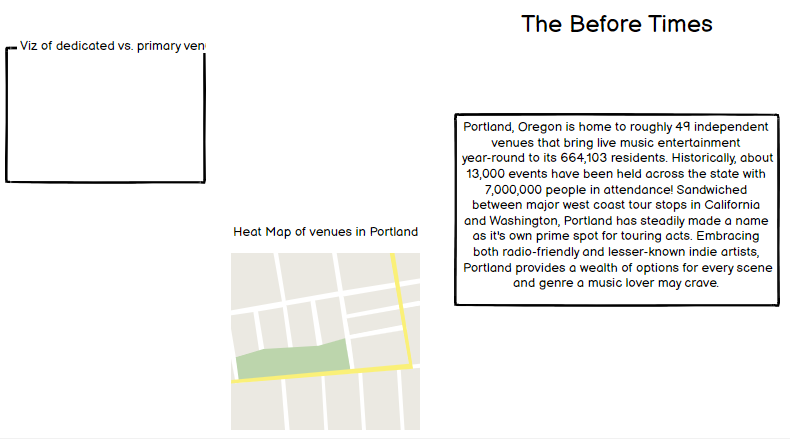 The Before Times
Viz of dedicated vs. primary ven
Portland, Oregon is home to roughly 49 independent
venues that bring live music entertainment
year-round to its 664,103 residents. Historically, about
13,000 events have been held across the state with
7,000,000 people in attendance! Sandwiched
between major west coast tour stops in California
and Washington, Portland has steadily made a name
as it's own prime spot for touring acts. Embracing
both radio-friendly and lesser-known indie artists,
Portland provides a wealth of options for every scene
and genre a music lover may crave.
Heat Map of venues in Portland